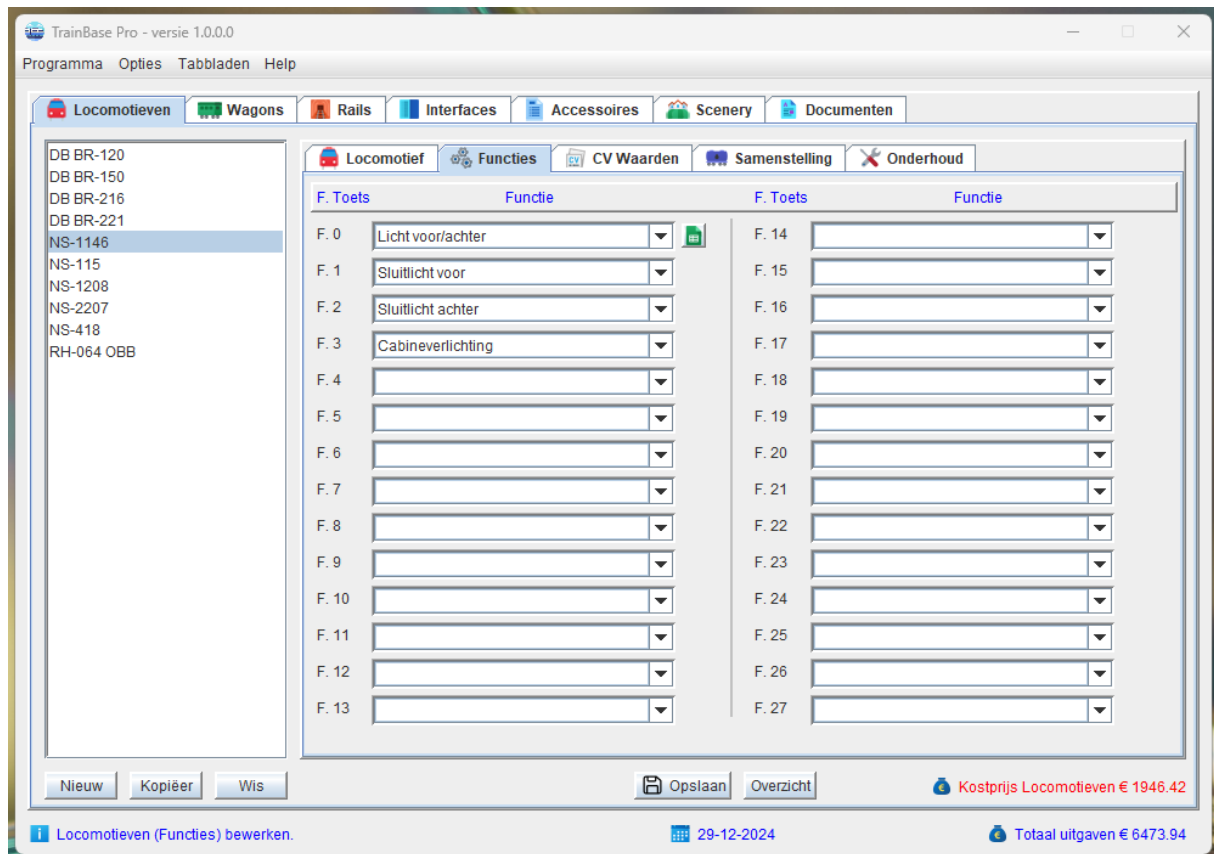 TrainBase Pro - versie 1.0.0.0
Programma Opties Tabbladen Help
Locomotieven Wagons Rails Interfaces Accessoires Scenery Documenten
DB BR-120
DB BR-150
DB BR-216
DB BR-221
NS-1146
NS-115
NS-1208
NS-2207
NS-418
RH-064 OBB
Locomotief Functies CV CV Waarden Samenstelling Onderhoud
F. Toets Functie F. Toets Functie
F. 0 Licht voor/achter F. 14
F. 1 Sluitlicht voor F. 15
F. 2 Sluitlicht achter F. 16
F. 3 Cabineverlichting F. 17
F. 4 F. 18
F. 5 F. 19
F. 6 F. 20
F. 7 F. 21
F. 8 F. 22
F. 9 F. 23
F. 10 F. 24
F. 11 F. 25
F. 12 F. 26
F. 13 F. 27
Nieuw Kopiëer Wis Opslaan Overzicht € Kostprijs Locomotieven € 1946.42
i Locomotieven (Functies) bewerken. 29-12-2024 € Totaal uitgaven € 6473.94